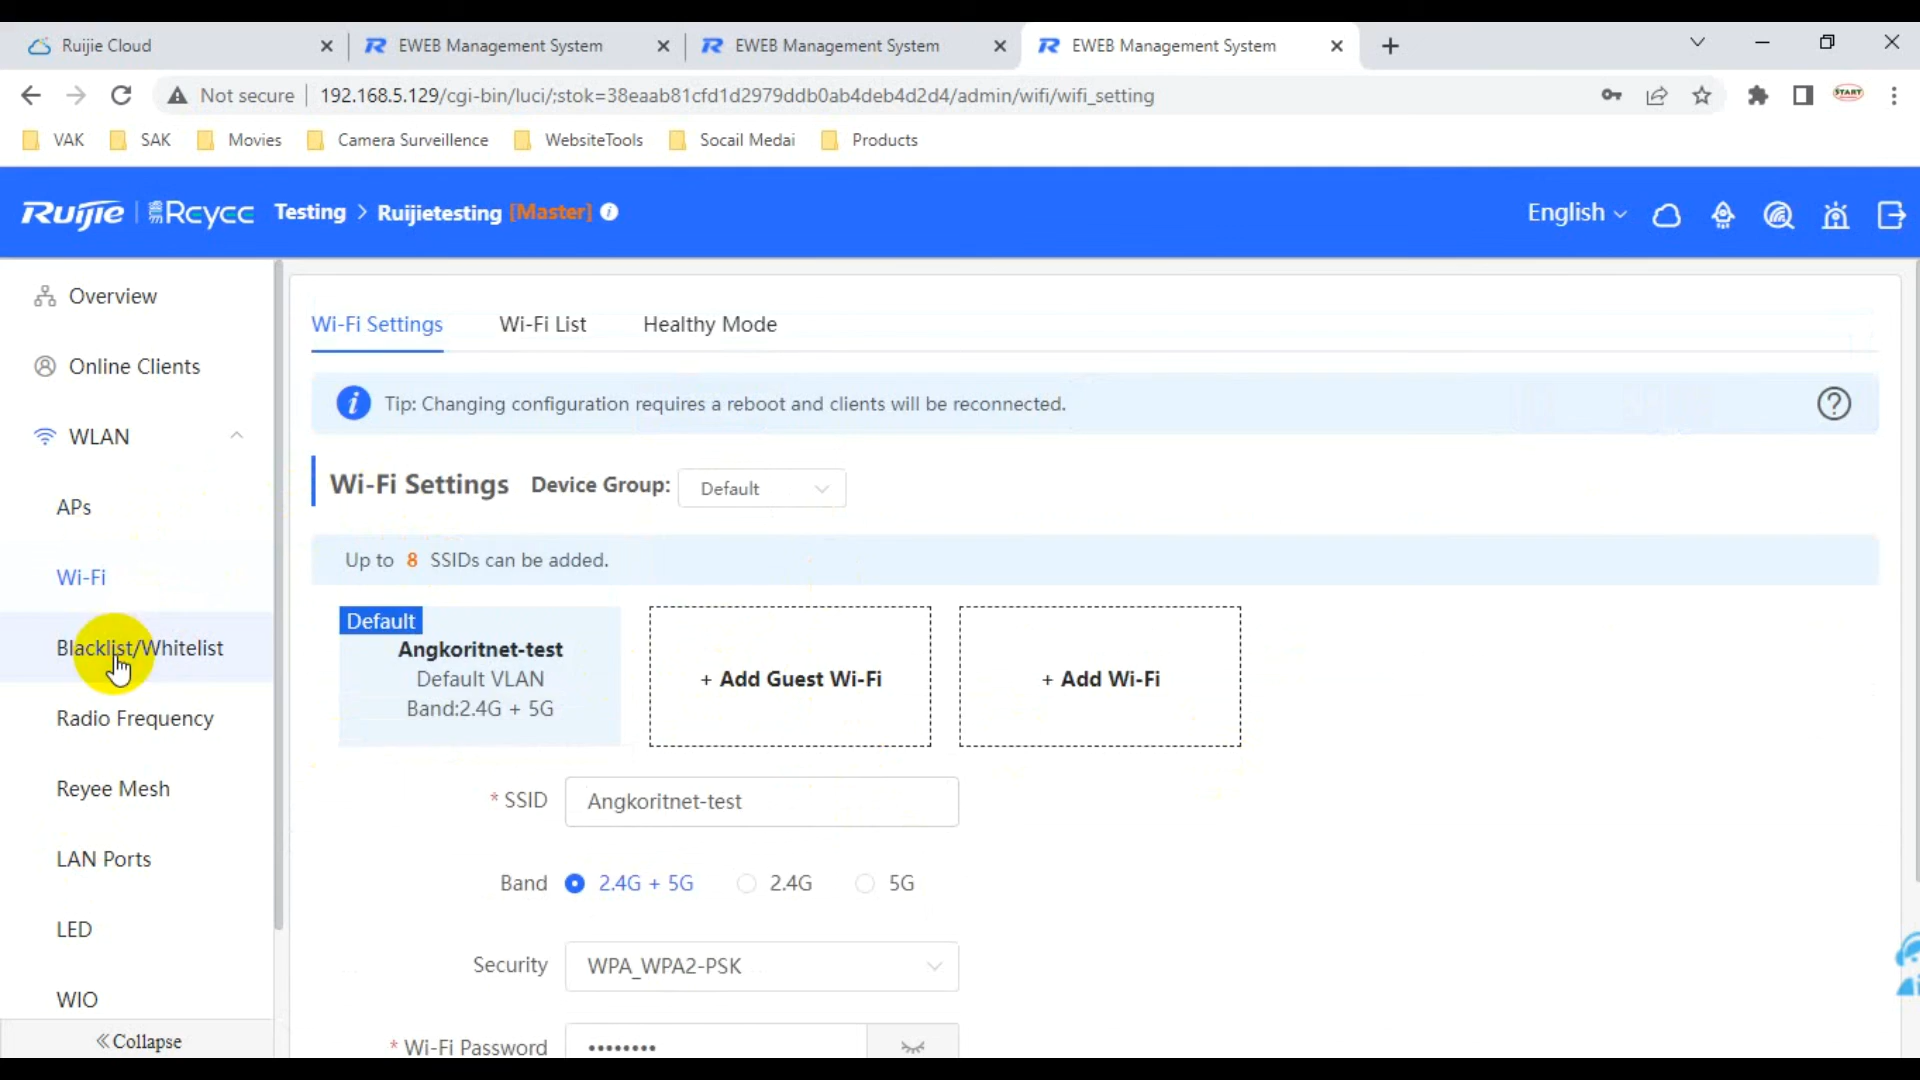 Ruijie Cloud
EWEB Management System
EWEB Management System
EWEB Management System
Not secure
192.168.5.129/cgi-bin/luci/;stok=38eaab81cfd1d2979ddb0ab4deb4d2d4/admin/wifi/wifi_setting
START
VAK
SAK
Movies
Camera Surveillence
WebsiteTools
Socail Medai
Products
Ruijie | Reyee
Testing > Ruijietesting [Master]
English
Overview
Online Clients
WLAN
APs
Wi-Fi
Blacklist/Whitelist
Radio Frequency
Reyee Mesh
LAN Ports
LED
WIO
Collapse
Wi-Fi Settings
Wi-Fi List
Healthy Mode
Tip: Changing configuration requires a reboot and clients will be reconnected.
Wi-Fi Settings Device Group: Default
Up to 8 SSIDs can be added.
Default
Angkoritnet-test
Default VLAN
Band:2.4G + 5G
+ Add Guest Wi-Fi
+ Add Wi-Fi
* SSID Angkoritnet-test
Band 2.4G + 5G 2.4G 5G
Security WPA_WPA2-PSK
* Wi-Fi Password ••••••••